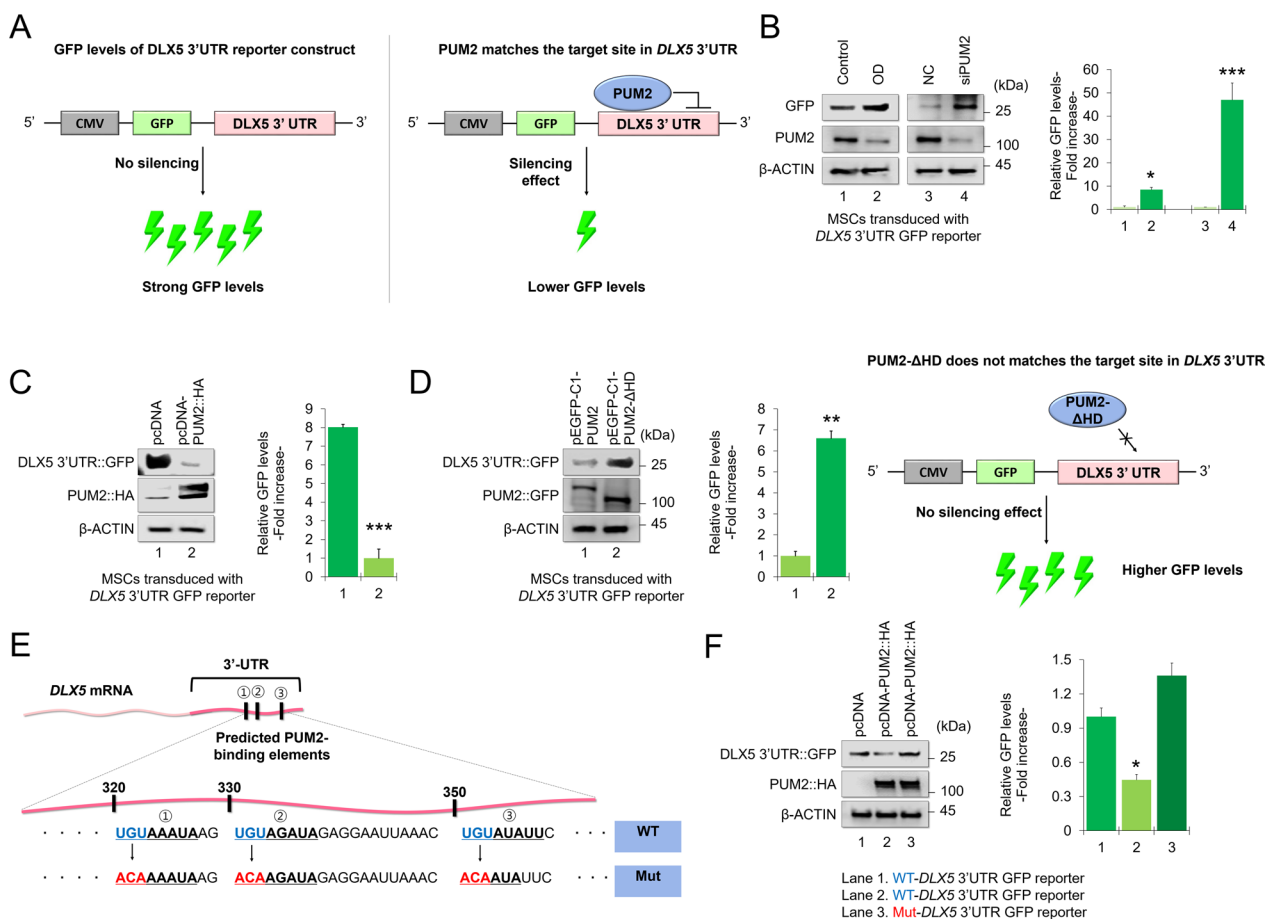 A
GFP levels of DLX5 3’UTR reporter construct
5’
CMV
GFP
DLX5 3’ UTR
3’
No silencing
Strong GFP levels
PUM2 matches the target site in DLX5 3’UTR
PUM2
5’
CMV
GFP
DLX5 3’ UTR
3’
Silencing
effect
Lower GFP levels
B
Control
OD
NC
siPUM2
(kDa)
GFP
25
PUM2
100
β-ACTIN
45
1 2 3 4
MSCs transduced with
DLX5 3’UTR GFP reporter
Relative GFP levels-
Fold increase-
60
50
40
30
20
10
0
*
***
1 2 3 4
C
pcDNA
pcDNA-
PUM2::HA
DLX5 3’UTR::GFP
PUM2::HA
β-ACTIN
1 2
MSCs transduced with
DLX5 3’UTR GFP reporter
Relative GFP levels
-Fold increase-
9
8
7
6
5
4
3
2
1
0
***
1 2
D
pEGFP-C1-
PUM2
pEGFP-C1-
PUM2-ΔHD
(kDa)
DLX5 3’UTR::GFP
25
PUM2::GFP
100
β-ACTIN
45
1 2
MSCs transduced with
DLX5 3’UTR GFP reporter
Relative GFP levels
-Fold increase-
8
7
6
5
4
3
2
1
0
**
1 2
PUM2-ΔHD does not matches the target site in DLX5 3’UTR
PUM2-
ΔHD
5’
CMV
GFP
DLX5 3’ UTR
3’
No silencing effect
Higher GFP levels
E
3’-UTR
DLX5 mRNA
① ② ③
Predicted PUM2-
binding elements
320 330 350
① ② ③
· · · · UGUAAAUAAG UGUAGAUAGAGGAAUUAAAC UGUAUAUUC · · · WT
· · · · ACAAAAUAAG ACAAGAUAGAGGAAUUAAAC ACAAUAUUC · · · Mut
F
pcDNA
pcDNA-PUM2::HA
pcDNA-PUM2::HA
(kDa)
DLX5 3’UTR::GFP
25
PUM2::HA
100
β-ACTIN
45
1 2 3
Relative GFP levels
-Fold increase-
1.5
1.2
0.9
0.6
0.3
0
*
1 2 3
Lane 1. WT-DLX5 3’UTR GFP reporter
Lane 2. WT-DLX5 3’UTR GFP reporter
Lane 3. Mut-DLX5 3’UTR GFP reporter